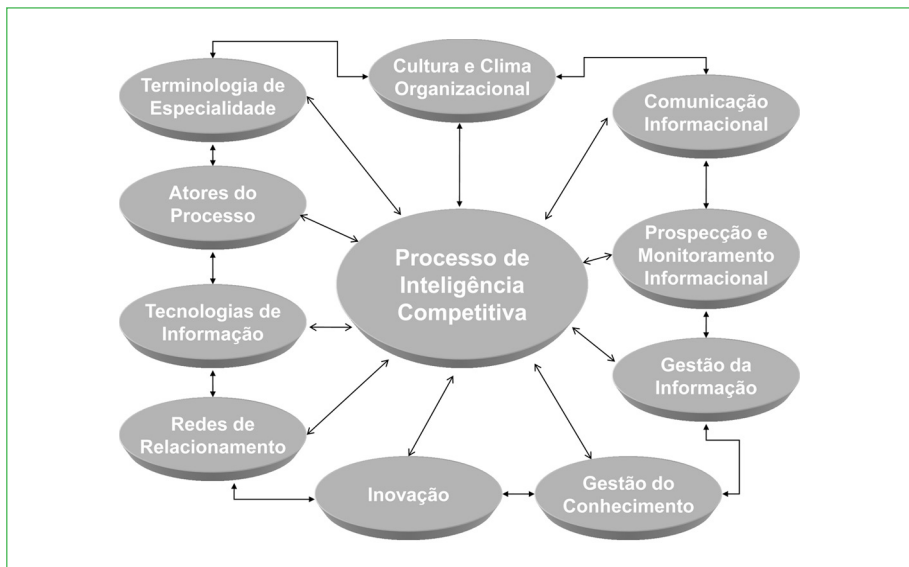 Cultura e Clima
Organizacional
Terminologia de
Especialidade
Comunicação
Informacional
Atores do
Processo
Prospecção e
Monitoramento
Informacional
Processo de
Inteligência
Competitiva
Tecnologias de
Informação
Gestão da
Informação
Redes de
Relacionamento
Inovação
Gestão do
Conhecimento